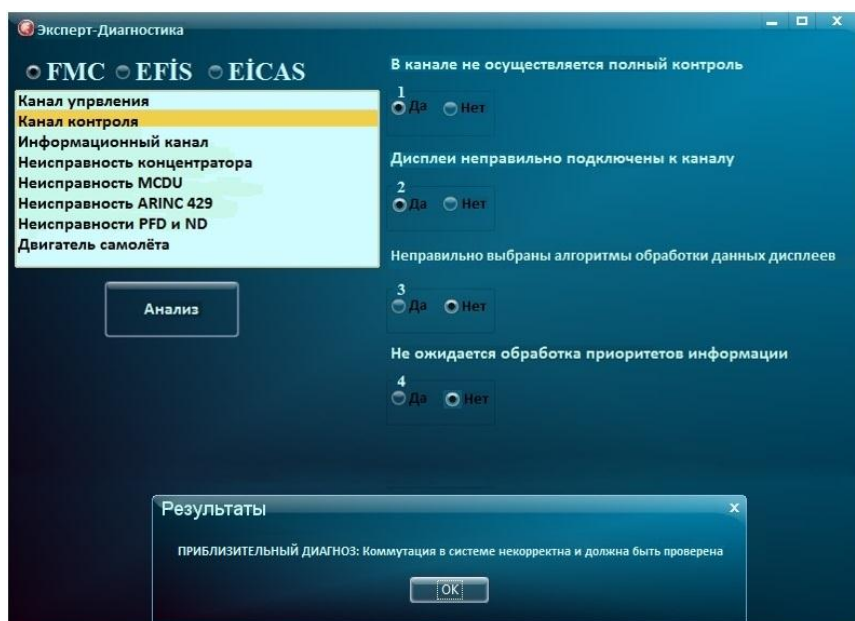 Эксперт-Диагностика
FMC EFİS EİCAS
Канал упрвления
Канал контроля
Информационный канал
Неисправность концентратора
Неисправность MCDU
Неисправность ARINC 429
Неисправности PFD и ND
Двигатель самолёта
Анализ
В канале не осуществляется полный контроль
1
Да Нет
Дисплеи неправильно подключены к каналу
2
Да Нет
Неправильно выбраны алгоритмы обработки данных дисплеев
3
Да Нет
Не ожидается обработка приоритетов информации
4
Да Нет
Результаты
ПРИБЛИЗИТЕЛЬНЫЙ ДИАГНОЗ: Коммутация в системе некорректна и должна быть проверена
OK